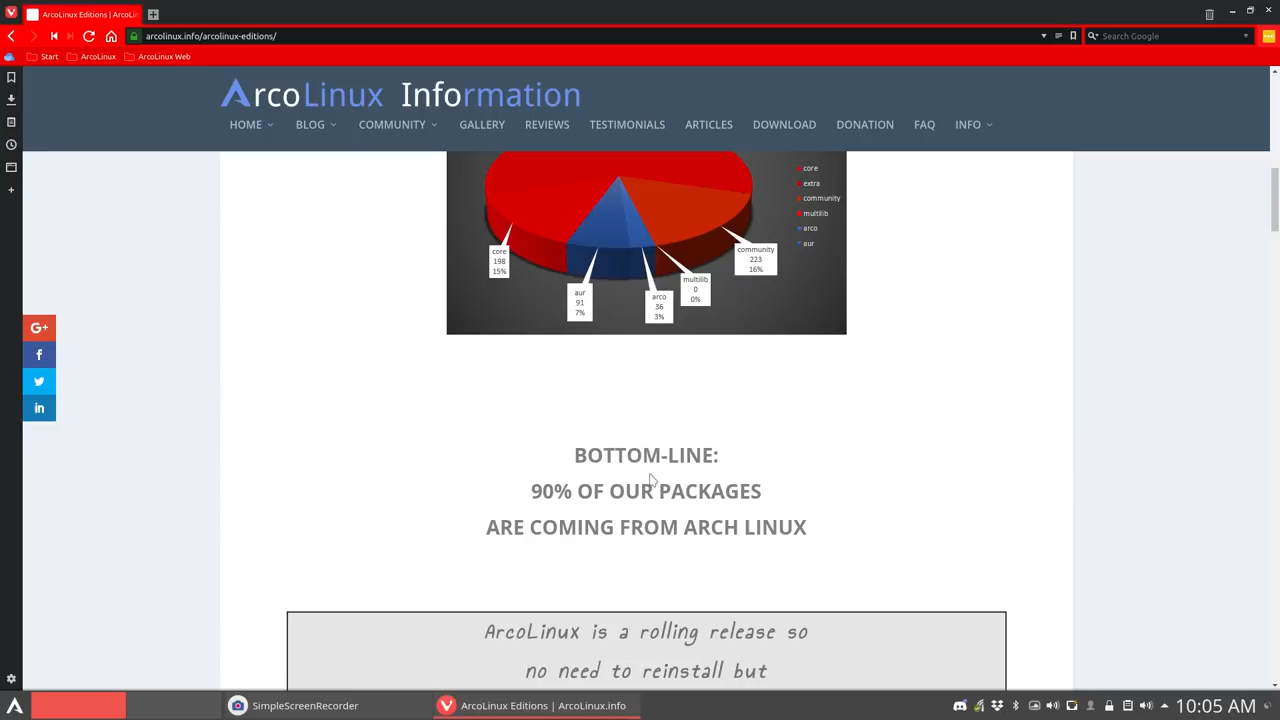 ArcoLinux Editions | ArcoLin
arcolinux.info/arcolinux-editions/
Search Google
Start
ArcoLinux
ArcoLinux Web
ArcoLinux Information
HOME
BLOG
COMMUNITY
GALLERY
REVIEWS
TESTIMONIALS
ARTICLES
DOWNLOAD
DONATION
FAQ
INFO
core
extra
community
multilib
arco
aur
core
198
15%
aur
91
7%
arco
36
3%
multilib
0
0%
community
223
16%
G+
f
in
BOTTOM-LINE:
90% OF OUR PACKAGES
ARE COMING FROM ARCH LINUX
ArcoLinux is a rolling release so
no need to reinstall but
SimpleScreenRecorder
ArcoLinux Editions | ArcoLinux.info
10:05 AM